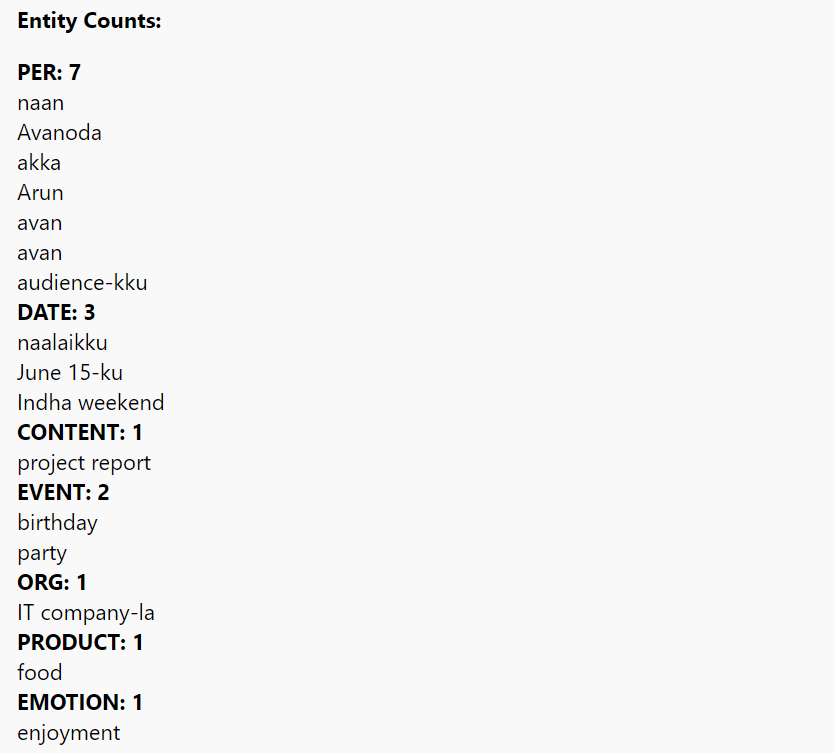 Entity Counts:
PER: 7
naan
Avanoda
akka
Arun
avan
avan
audience-kku
DATE: 3
naalaikku
June 15-ku
Indha weekend
CONTENT: 1
project report
EVENT: 2
birthday
party
ORG: 1
IT company-la
PRODUCT: 1
food
EMOTION: 1
enjoyment